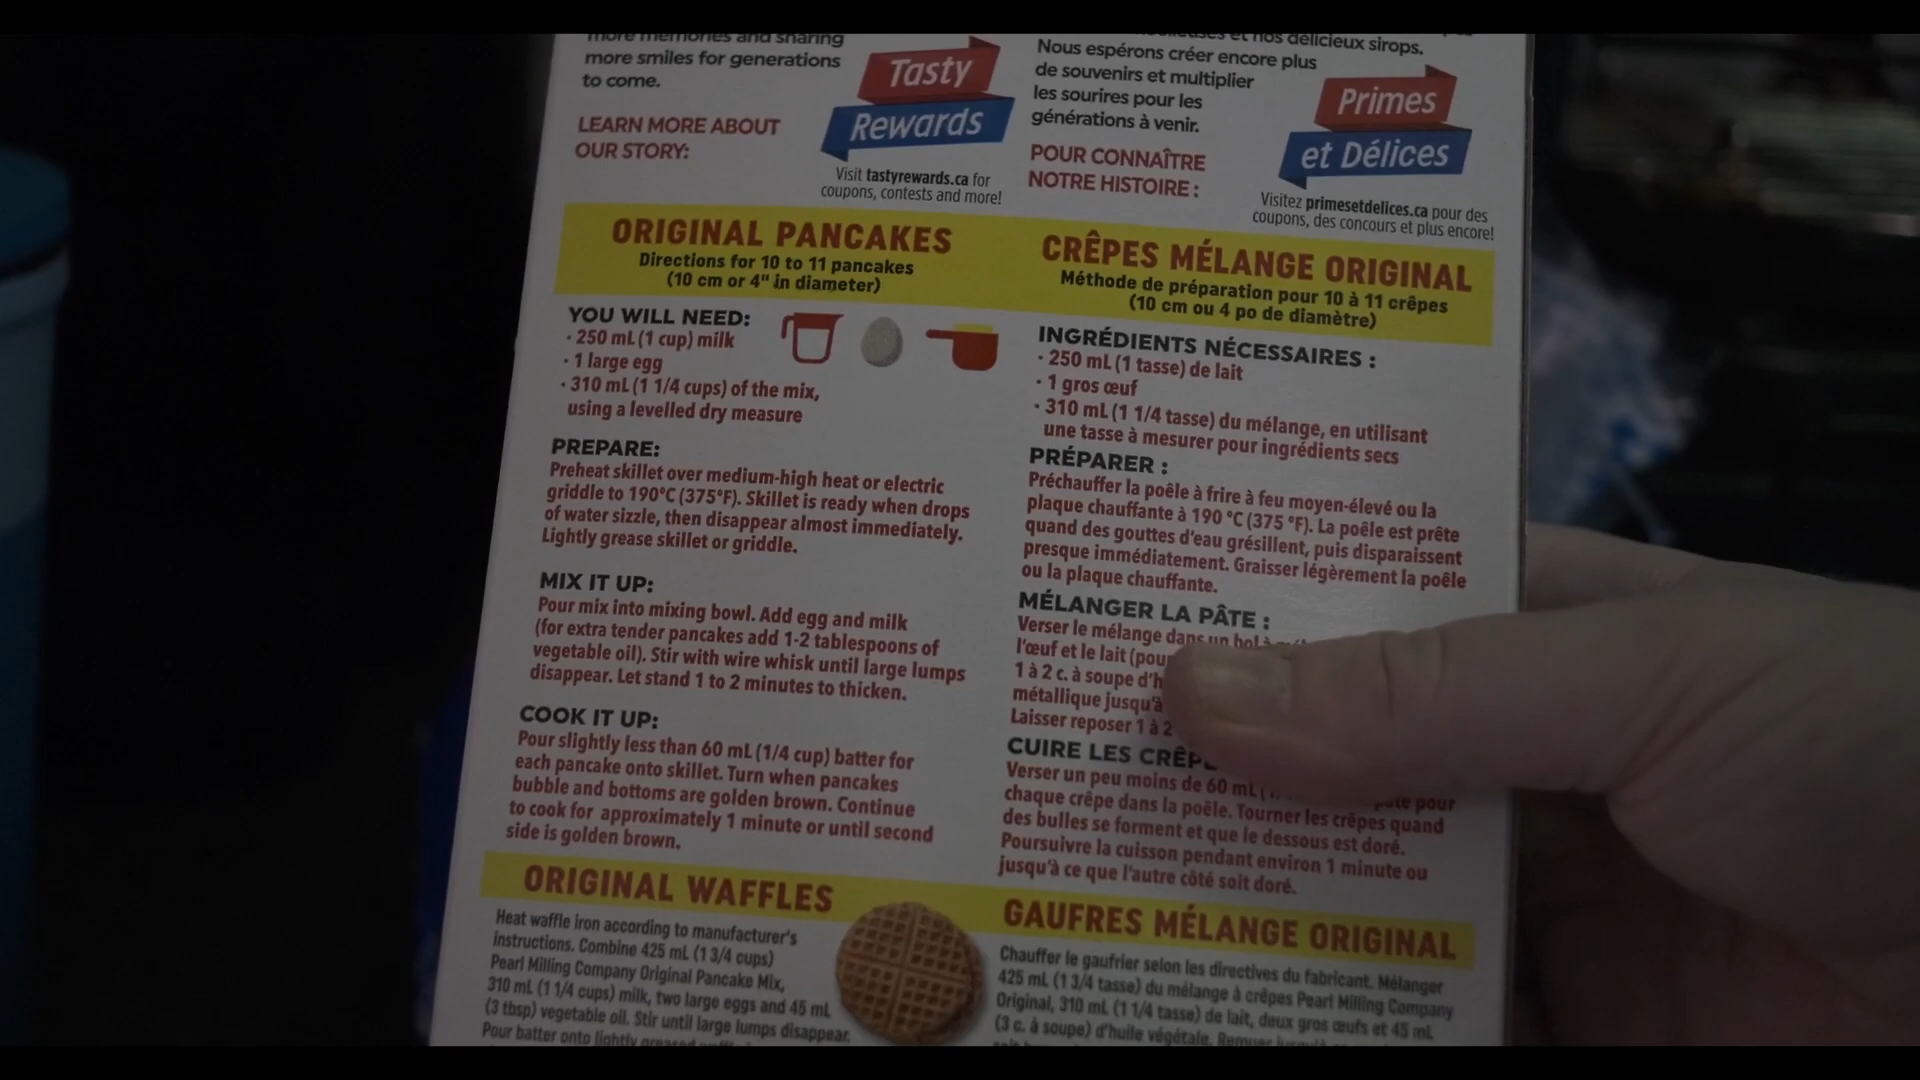 more memories and sharing
more smiles for generations
to come.
LEARN MORE ABOUT
OUR STORY:
Tasty
Rewards
Visit tastyrewards.ca for
coupons, contests and more!
et nos délicieux sirops.
Nous espérons créer encore plus
de souvenirs et multiplier
les sourires pour les
générations à venir.
POUR CONNAÎTRE
NOTRE HISTOIRE :
Primes
et Délices
Visitez primesetdelices.ca pour des
coupons, des concours et plus encore!
ORIGINAL PANCAKES
Directions for 10 to 11 pancakes
(10 cm or 4" in diameter)
YOU WILL NEED:
· 250 mL (1 cup) milk
· 1 large egg
· 310 mL (1 1/4 cups) of the mix,
using a levelled dry measure
PREPARE:
Preheat skillet over medium-high heat or electric
griddle to 190°C (375°F). Skillet is ready when drops
of water sizzle, then disappear almost immediately.
Lightly grease skillet or griddle.
MIX IT UP:
Pour mix into mixing bowl. Add egg and milk
(for extra tender pancakes add 1-2 tablespoons of
vegetable oil). Stir with wire whisk until large lumps
disappear. Let stand 1 to 2 minutes to thicken.
COOK IT UP:
Pour slightly less than 60 mL (1/4 cup) batter for
each pancake onto skillet. Turn when pancakes
bubble and bottoms are golden brown. Continue
to cook for approximately 1 minute or until second
side is golden brown.
CRÊPES MÉLANGE ORIGINAL
Méthode de préparation pour 10 à 11 crêpes
(10 cm ou 4 po de diamètre)
INGRÉDIENTS NÉCESSAIRES :
· 250 mL (1 tasse) de lait
· 1 gros œuf
· 310 mL (1 1/4 tasse) du mélange, en utilisant
une tasse à mesurer pour ingrédients secs
PRÉPARER :
Préchauffer la poêle à frire à feu moyen-élevé ou la
plaque chauffante à 190 °C (375 °F). La poêle est prête
quand des gouttes d'eau grésillent, puis disparaissent
presque immédiatement. Graisser légèrement la poêle
ou la plaque chauffante.
MÉLANGER LA PÂTE :
Verser le mélange dans un bol à
l'œuf et le lait (pour
1 à 2 c. à soupe d'h
métallique jusqu'à
Laisser reposer 1 à 2
CUIRE LES CRÊP
Verser un peu moins de 60 mL ( pâte pour
chaque crêpe dans la poêle. Tourner les crêpes quand
des bulles se forment et que le dessous est doré.
Poursuivre la cuisson pendant environ 1 minute ou
jusqu'à ce que l'autre côté soit doré.
ORIGINAL WAFFLES
Heat waffle iron according to manufacturer's
instructions. Combine 425 mL (1 3/4 cups)
Pearl Milling Company Original Pancake Mix,
310 mL (1 1/4 cups) milk, two large eggs and 45 mL
(3 tbsp) vegetable oil. Stir until large lumps disappear.
Pour batter onto lightly greased
GAUFRES MÉLANGE ORIGINAL
Chauffer le gaufrier selon les directives du fabricant. Mélanger
425 mL (1 3/4 tasse) du mélange à crêpes Pearl Milling Company
Original, 310 mL (1 1/4 tasse) de lait, deux gros œufs et 45 mL
(3 c. à soupe) d'huile végétale. Remuer